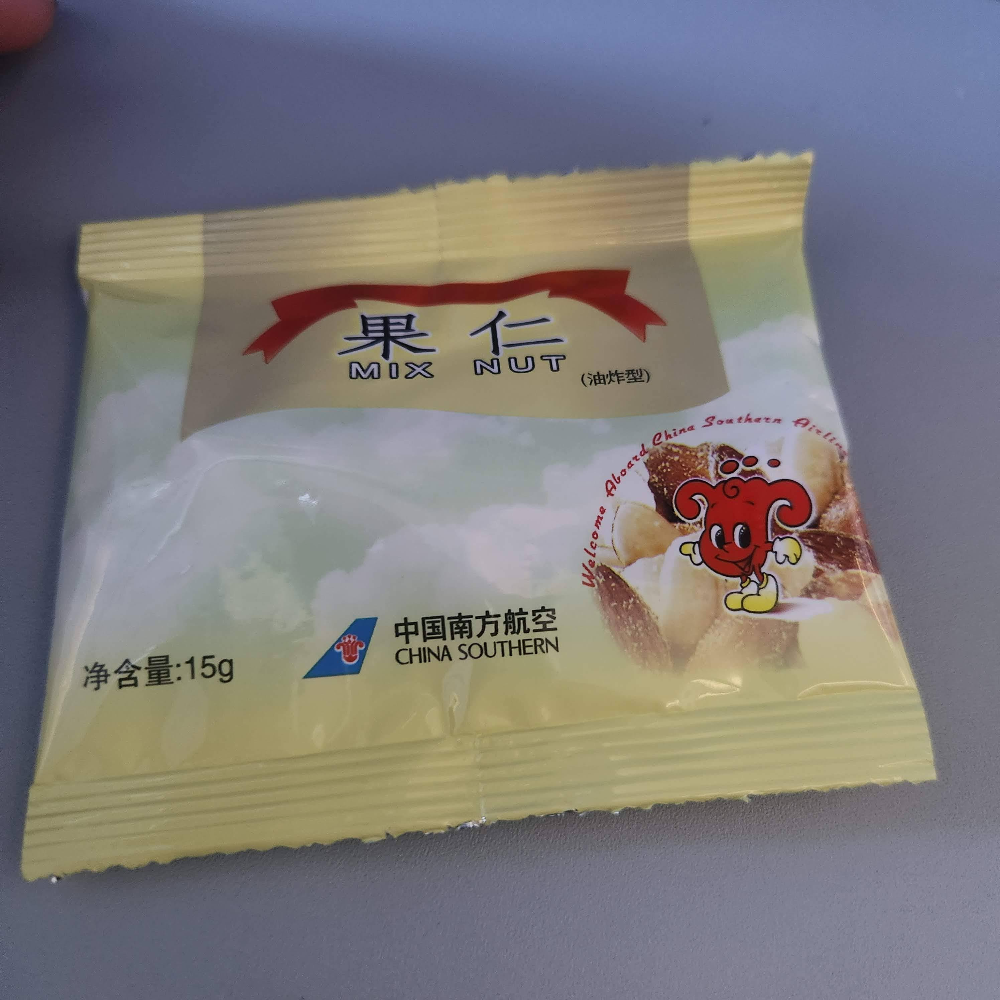 果仁
MIX NUT
(油炸型)
Welcome Aboard China Southern
净含量:15g
中国南方航空
CHINA SOUTHERN